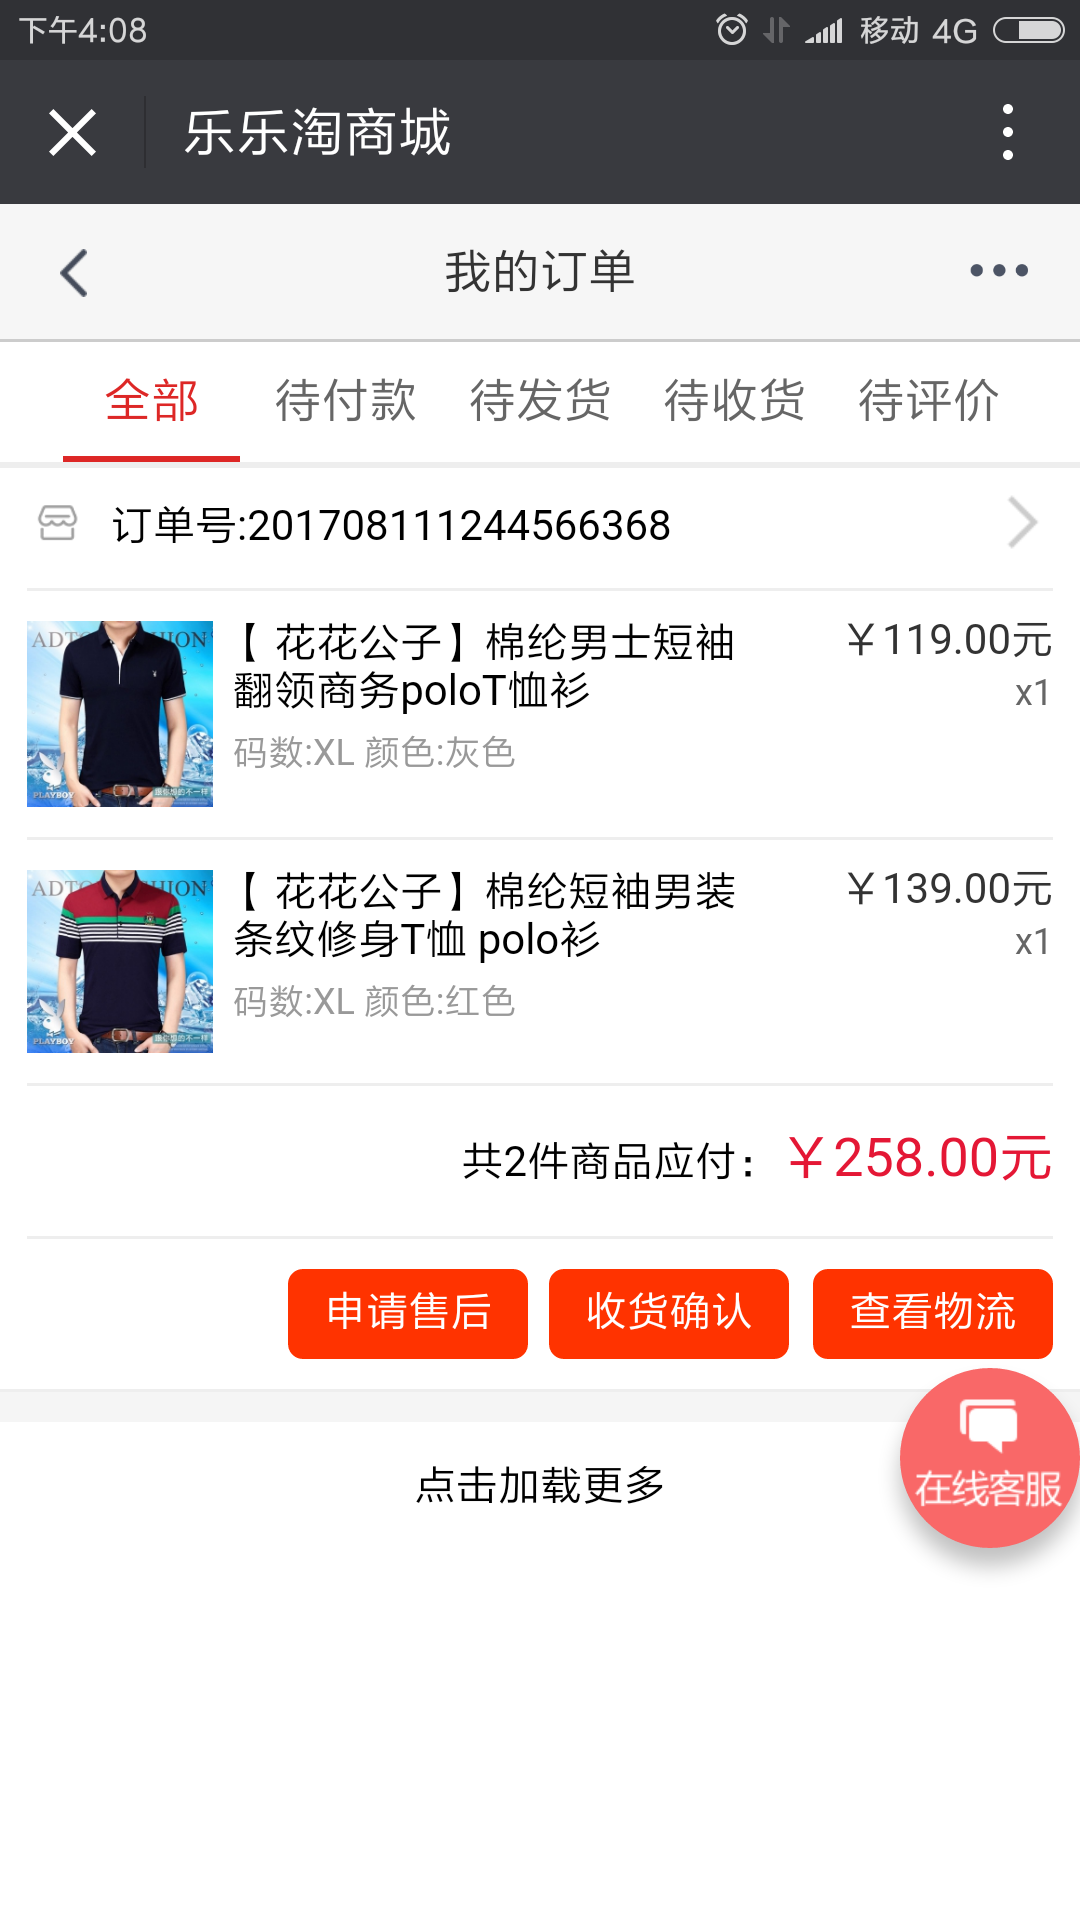 下午4:08
移动 4G
乐乐淘商城
我的订单
全部 待付款 待发货 待收货 待评价
订单号:201708111244566368
【 花花公子】棉纶男士短袖
翻领商务poloT恤衫
码数:XL 颜色:灰色
￥119.00元
x1
PLAYBOY
【 花花公子】棉纶短袖男装
条纹修身T恤 polo衫
码数:XL 颜色:红色
￥139.00元
x1
PLAYBOY
共2件商品应付：￥258.00元
申请售后 收货确认 查看物流
在线客服
点击加载更多